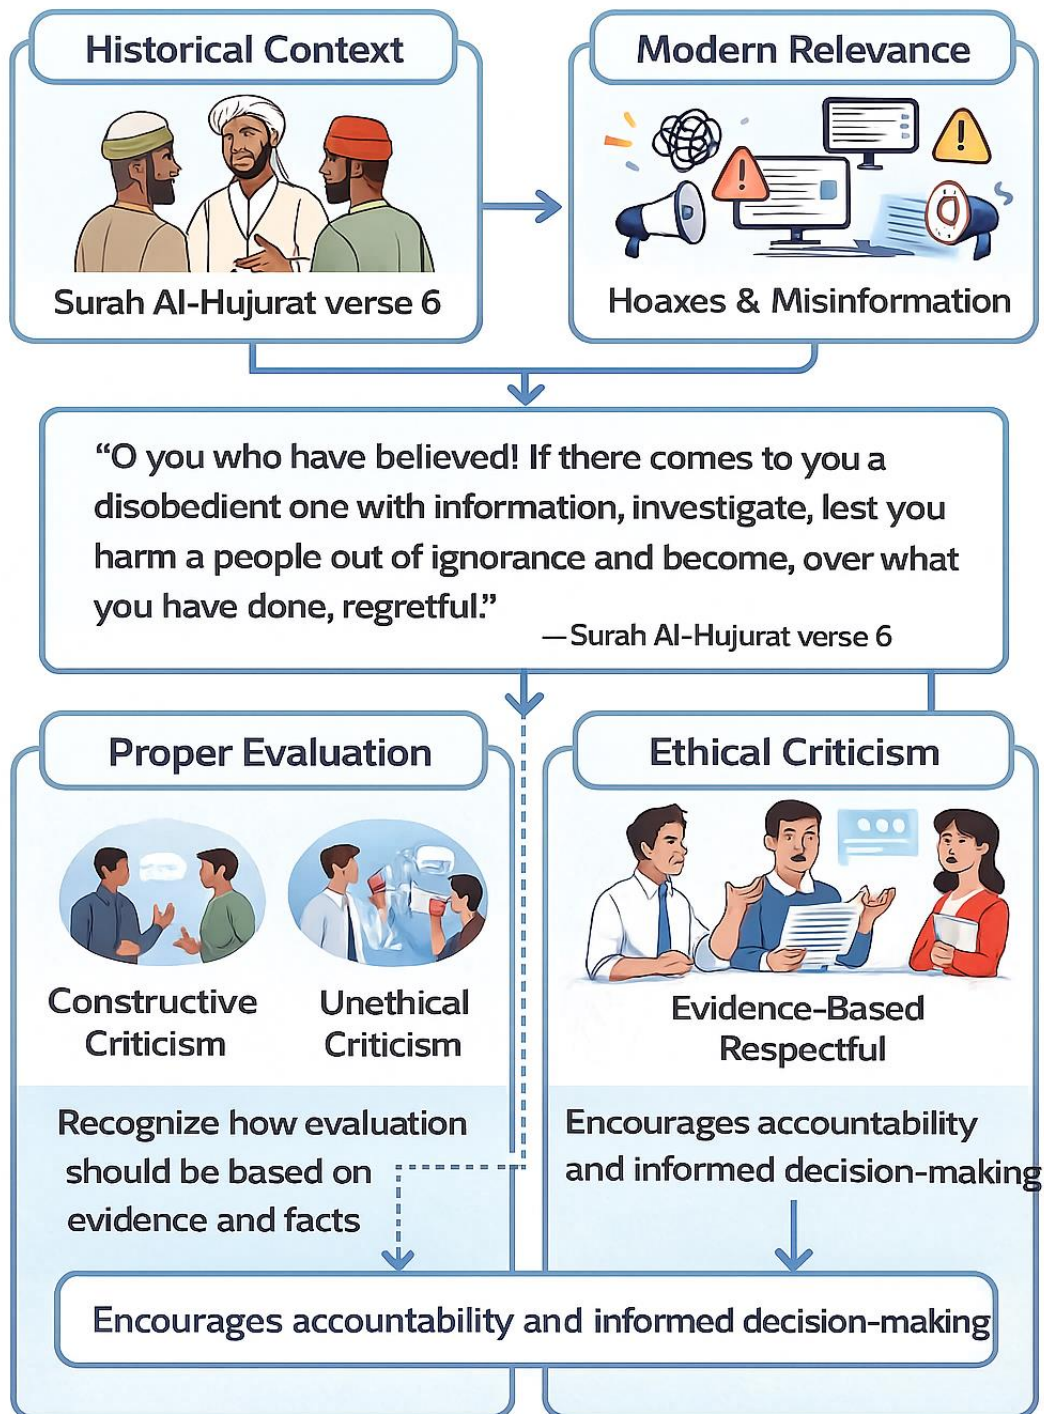 Historical Context
Surah Al-Hujurat verse 6
Modern Relevance
Hoaxes & Misinformation
“O you who have believed! If there comes to you a
disobedient one with information, investigate, lest you
harm a people out of ignorance and become, over what
you have done, regretful.”
—Surah Al-Hujurat verse 6
Proper Evaluation
Constructive
Criticism
Unethical
Criticism
Recognize how evaluation
should be based on
evidence and facts
Ethical Criticism
Evidence-Based
Respectful
Encourages accountability
and informed decision-making
Encourages accountability and informed decision-making